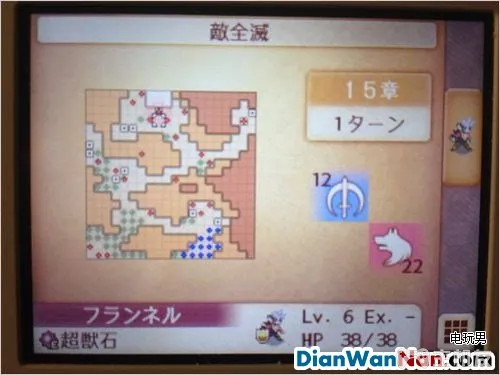 敵全滅
15章
1ターン
12
22
フランネル
Lv. 6 Ex. -
超獣石
HP 38/38
电玩男
DianWanNan.com